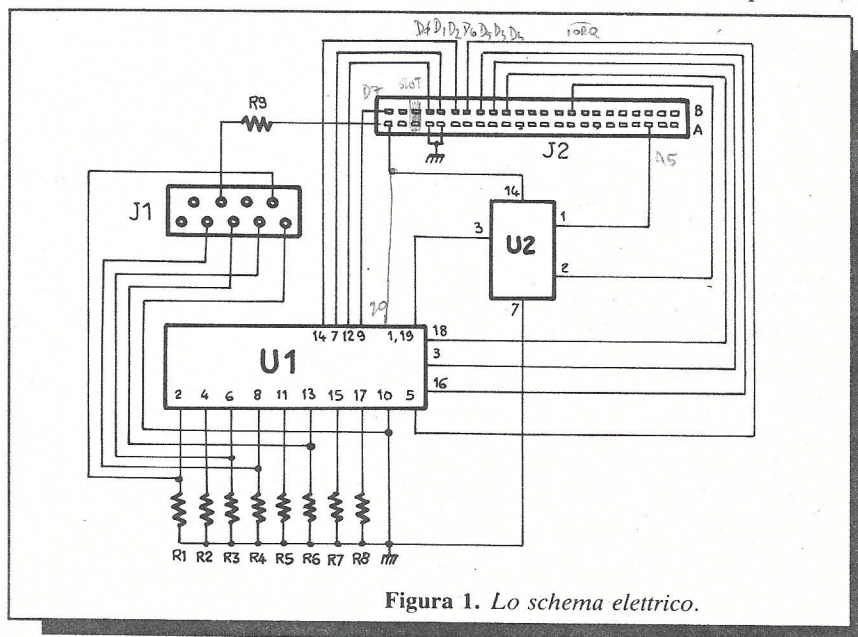 D0 D1 D2 D6 D5 D3 D4 IORQ
D7 SLOT
R9
B
A
J2
A5
J1
14
3 U2 1
2
7
20
14 7 12 9 1,19
18
U1
3
16
2 4 6 8 11 13 15 17 10 5
R1 R2 R3 R4 R5 R6 R7 R8
Figura 1. Lo schema elettrico.